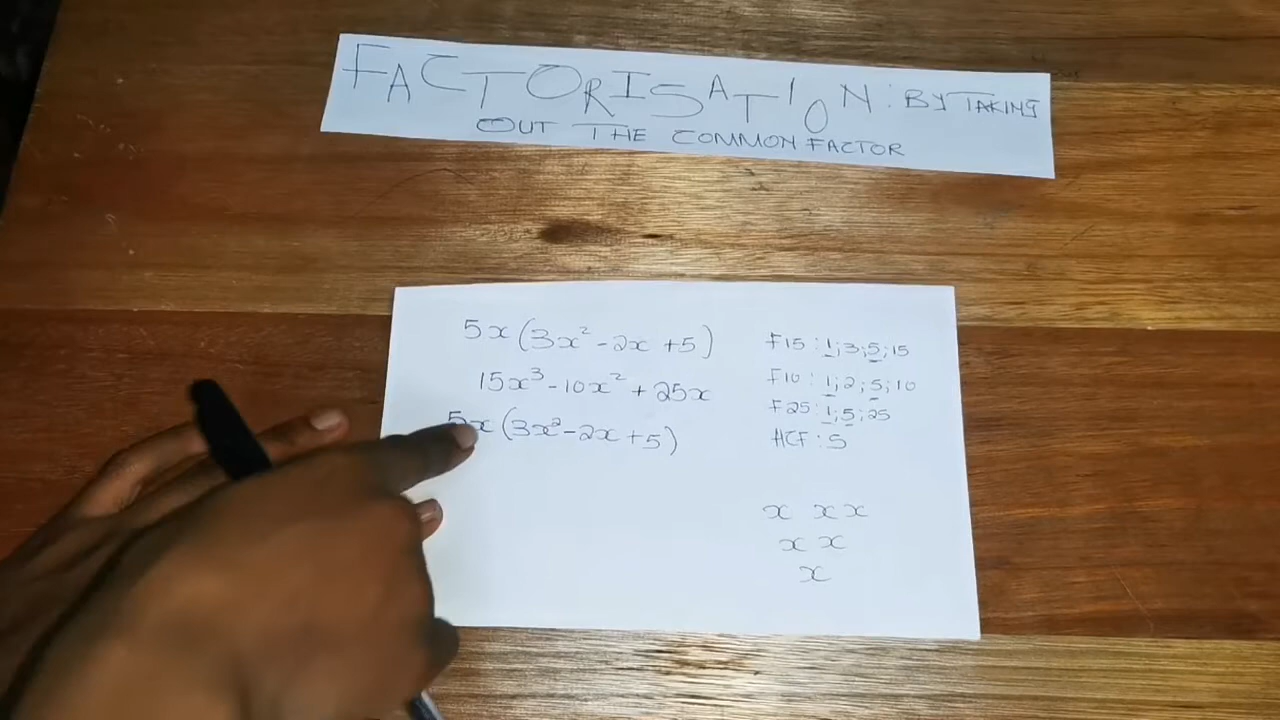 FACTORISATION: BY TAKING
OUT THE COMMON FACTOR
5x(3x² - 2x + 5)
15x³ - 10x² + 25x
5x(3x² - 2x + 5)
F15: 1;3;5;15
F10: 1;2;5;10
F25: 1;5;25
HCF: 5
x x x
x x
x